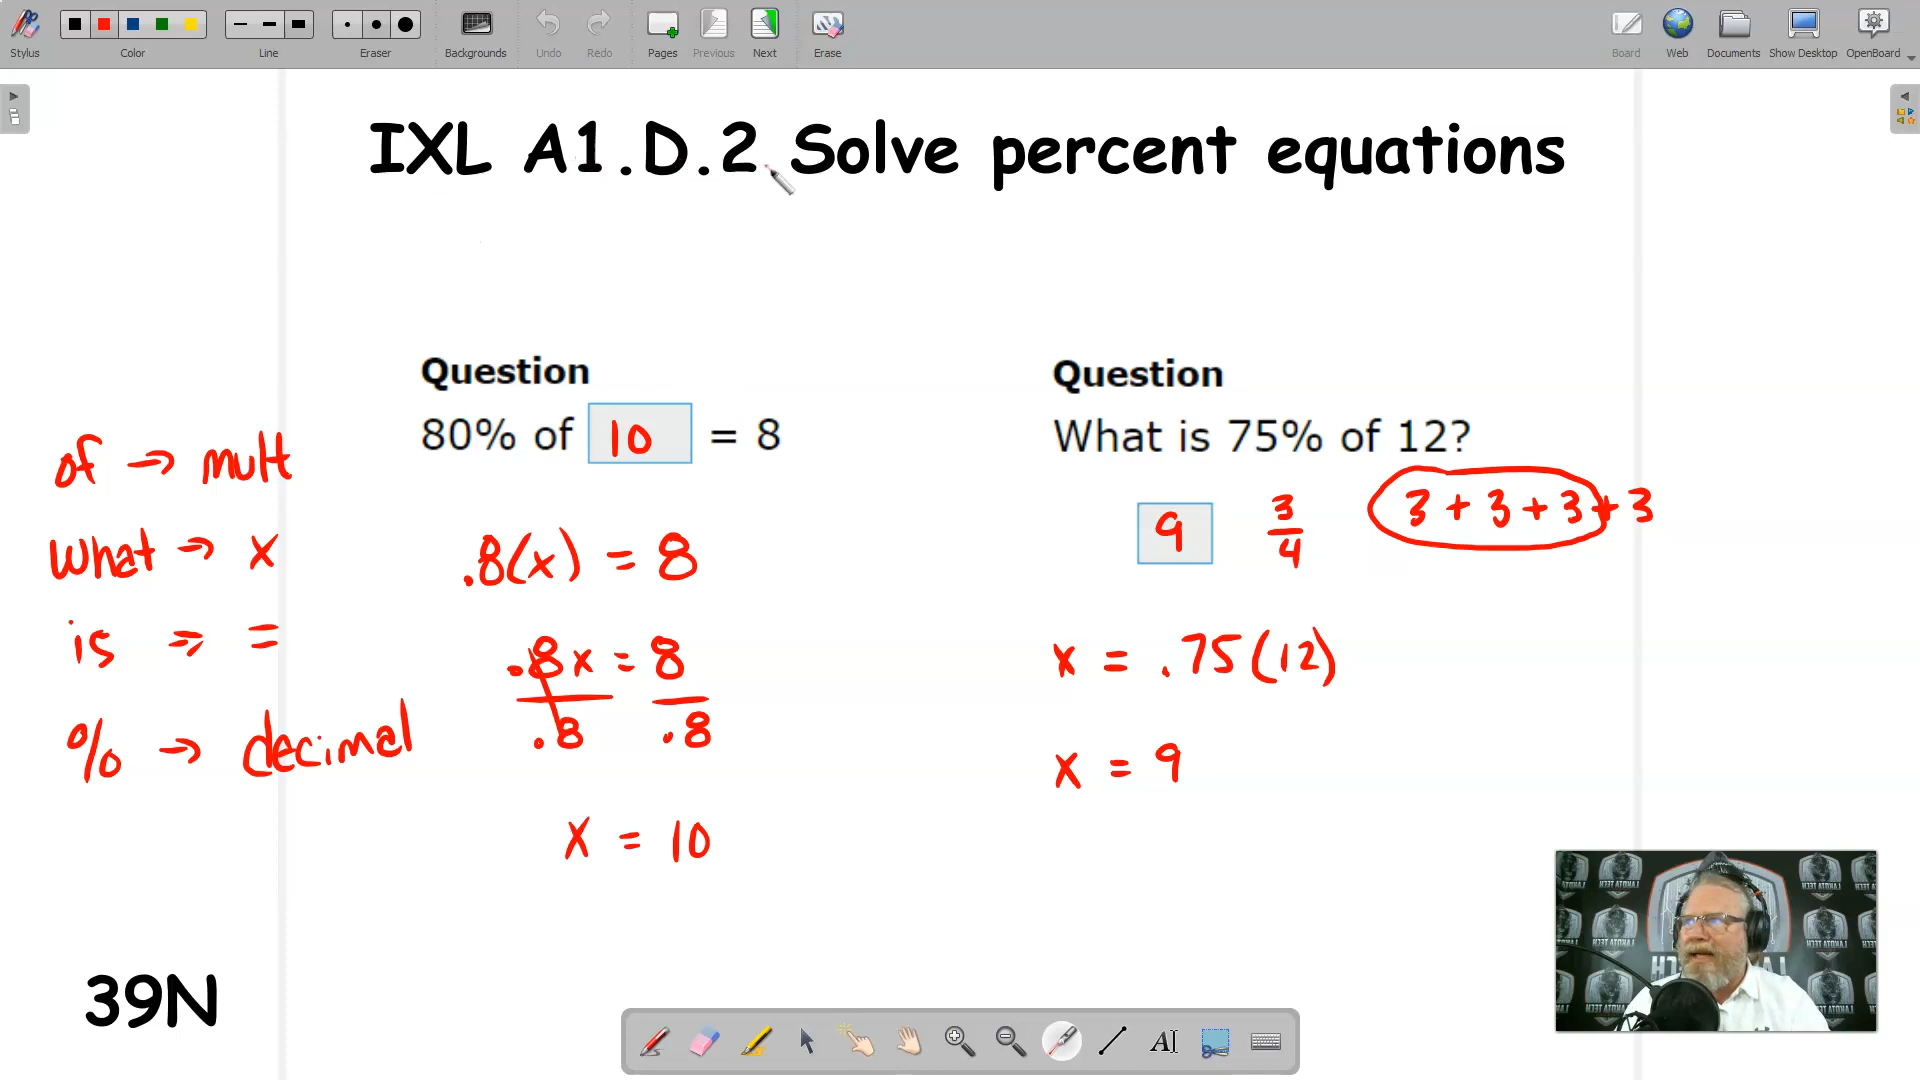 Stylus
Color
Line
Eraser
Backgrounds
Undo
Redo
Pages
Previous
Next
Erase
Board
Web
Documents
Show Desktop
OpenBoard
IXL A1.D.2 Solve percent equations
Question
80% of 10 = 8
.8(x) = 8
.8x = 8
.8 .8
x = 10
Question
What is 75% of 12?
9 3/4 3 + 3 + 3 + 3
x = .75(12)
x = 9
of → mult
what → x
is → =
% → decimal
39N
LAKOTA TECH
AI